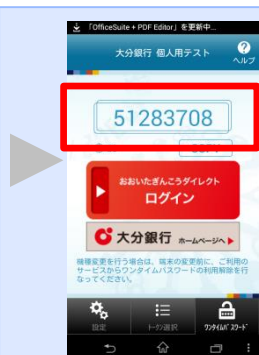 「OfficeSuite + PDF Editor」を更新中...
大分銀行 個人用テスト
ヘルプ
51283708
おおいたぎんこうダイレクト
ログイン
大分銀行 ホームページへ
機種変更を行う場合は、端末の変更前に、ご利用の
サービスからワンタイムパスワードの利用解除を行
なってください。
設定
トークン選択
ワンタイムパスワード